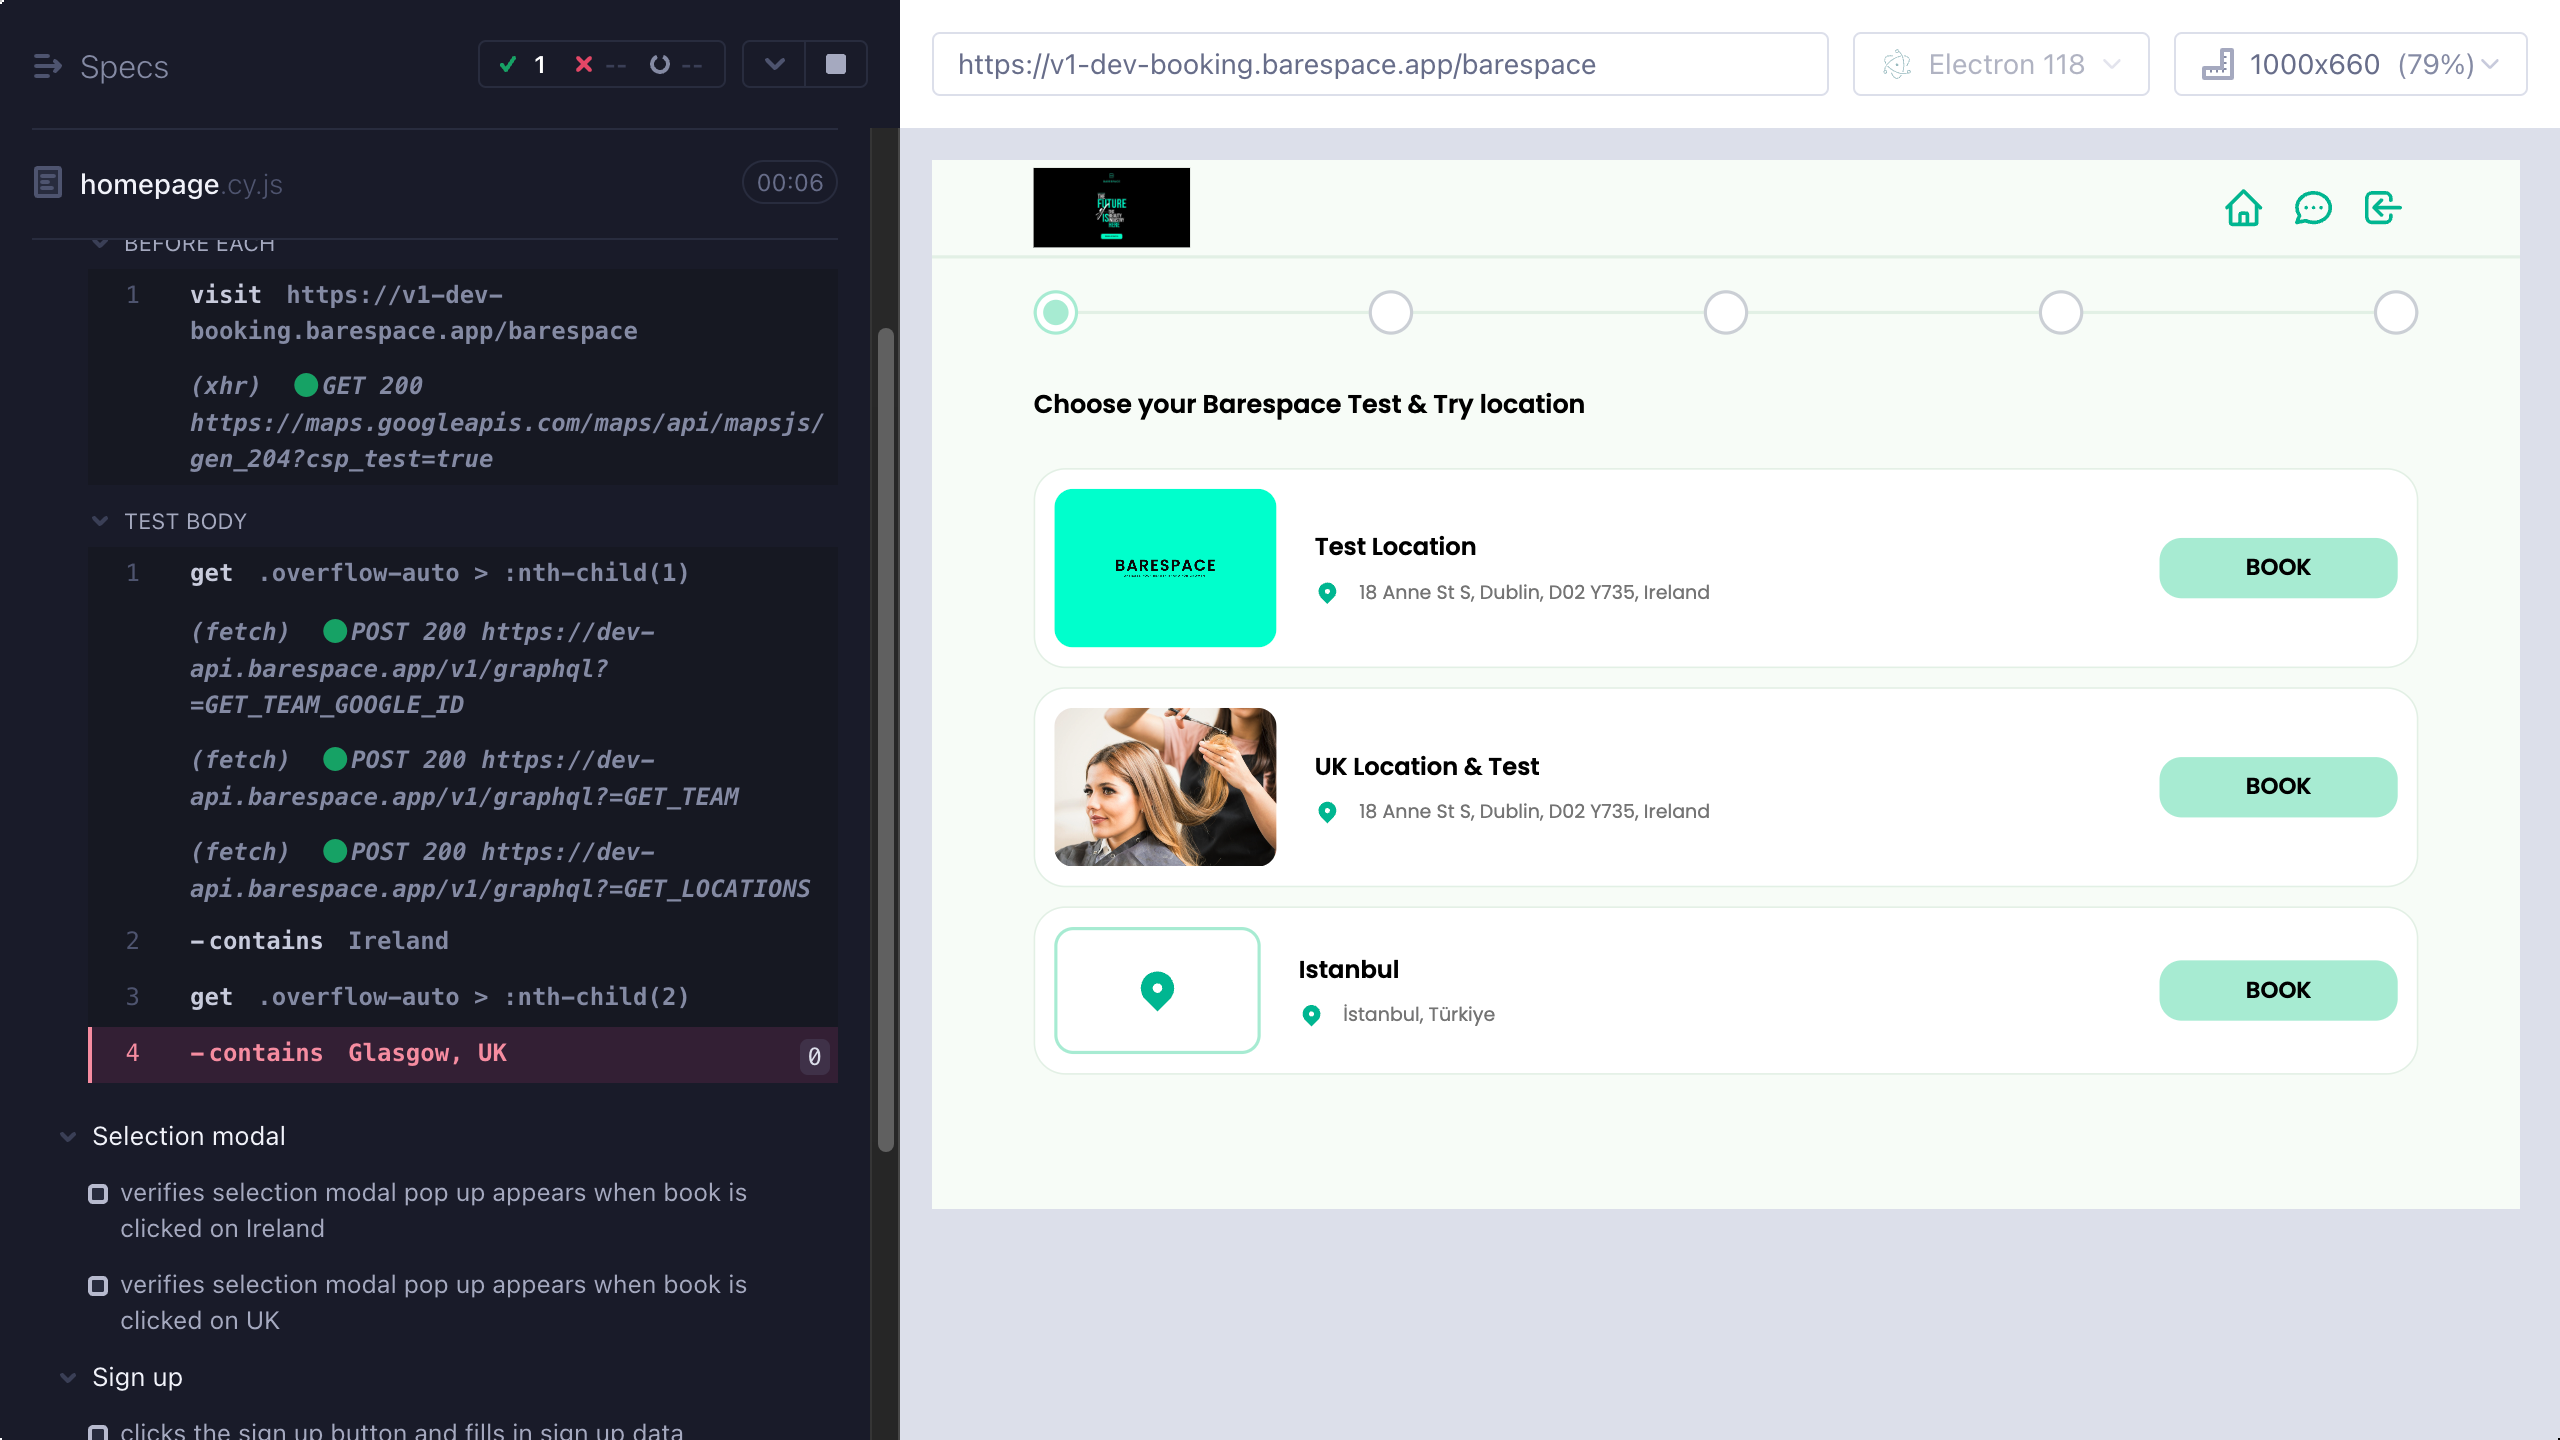 Specs
1
--
--
homepage.cy.js
00:06
BEFORE EACH
1 visit https://v1-dev-
booking.barespace.app/barespace
(xhr) GET 200
https://maps.googleapis.com/maps/api/mapsjs/
gen_204?csp_test=true
TEST BODY
1 get .overflow-auto > :nth-child(1)
(fetch) POST 200 https://dev-
api.barespace.app/v1/graphql?
=GET_TEAM_GOOGLE_ID
(fetch) POST 200 https://dev-
api.barespace.app/v1/graphql?=GET_TEAM
(fetch) POST 200 https://dev-
api.barespace.app/v1/graphql?=GET_LOCATIONS
2 -contains Ireland
3 get .overflow-auto > :nth-child(2)
4 -contains Glasgow, UK 0
Selection modal
verifies selection modal pop up appears when book is
clicked on Ireland
verifies selection modal pop up appears when book is
clicked on UK
Sign up
clicks the sign up button and fills in sign up data
https://v1-dev-booking.barespace.app/barespace
Electron 118
1000x660 (79%)
THE
FUTURE
of
IS
HERE
Choose your Barespace Test & Try location
BARESPACE
Test Location
18 Anne St S, Dublin, D02 Y735, Ireland
BOOK
UK Location & Test
18 Anne St S, Dublin, D02 Y735, Ireland
BOOK
Istanbul
İstanbul, Türkiye
BOOK